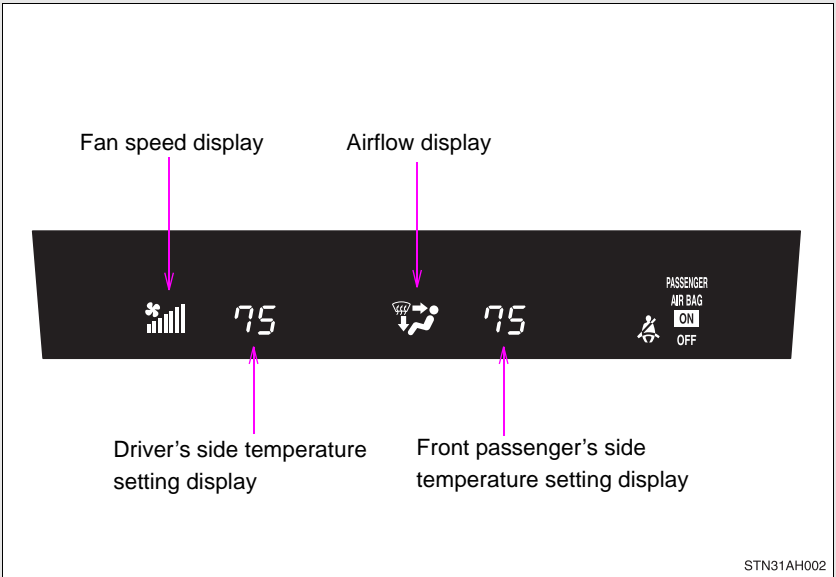 Fan speed display
Airflow display
PASSENGER
AIR BAG
75
75
ON
OFF
Driver's side temperature
setting display
Front passenger's side
temperature setting display
STN31AH002